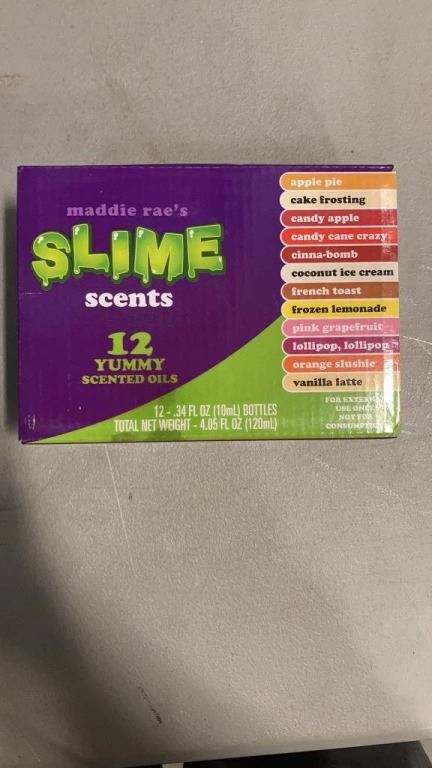 maddie rae's
SLIME
scents
12
YUMMY
SCENTED OILS
12 - .34 FL OZ (10mL) BOTTLES
TOTAL NET WEIGHT - 4.05 FL OZ (120mL)
apple pie
cake frosting
candy apple
candy cane crazy
cinna-bomb
coconut ice cream
french toast
frozen lemonade
pink grapefruit
lollipop, lollipop
orange slushie
vanilla latte
FOR EXTERNAL
USE ONLY
NOT FOR
CONSUMPTION